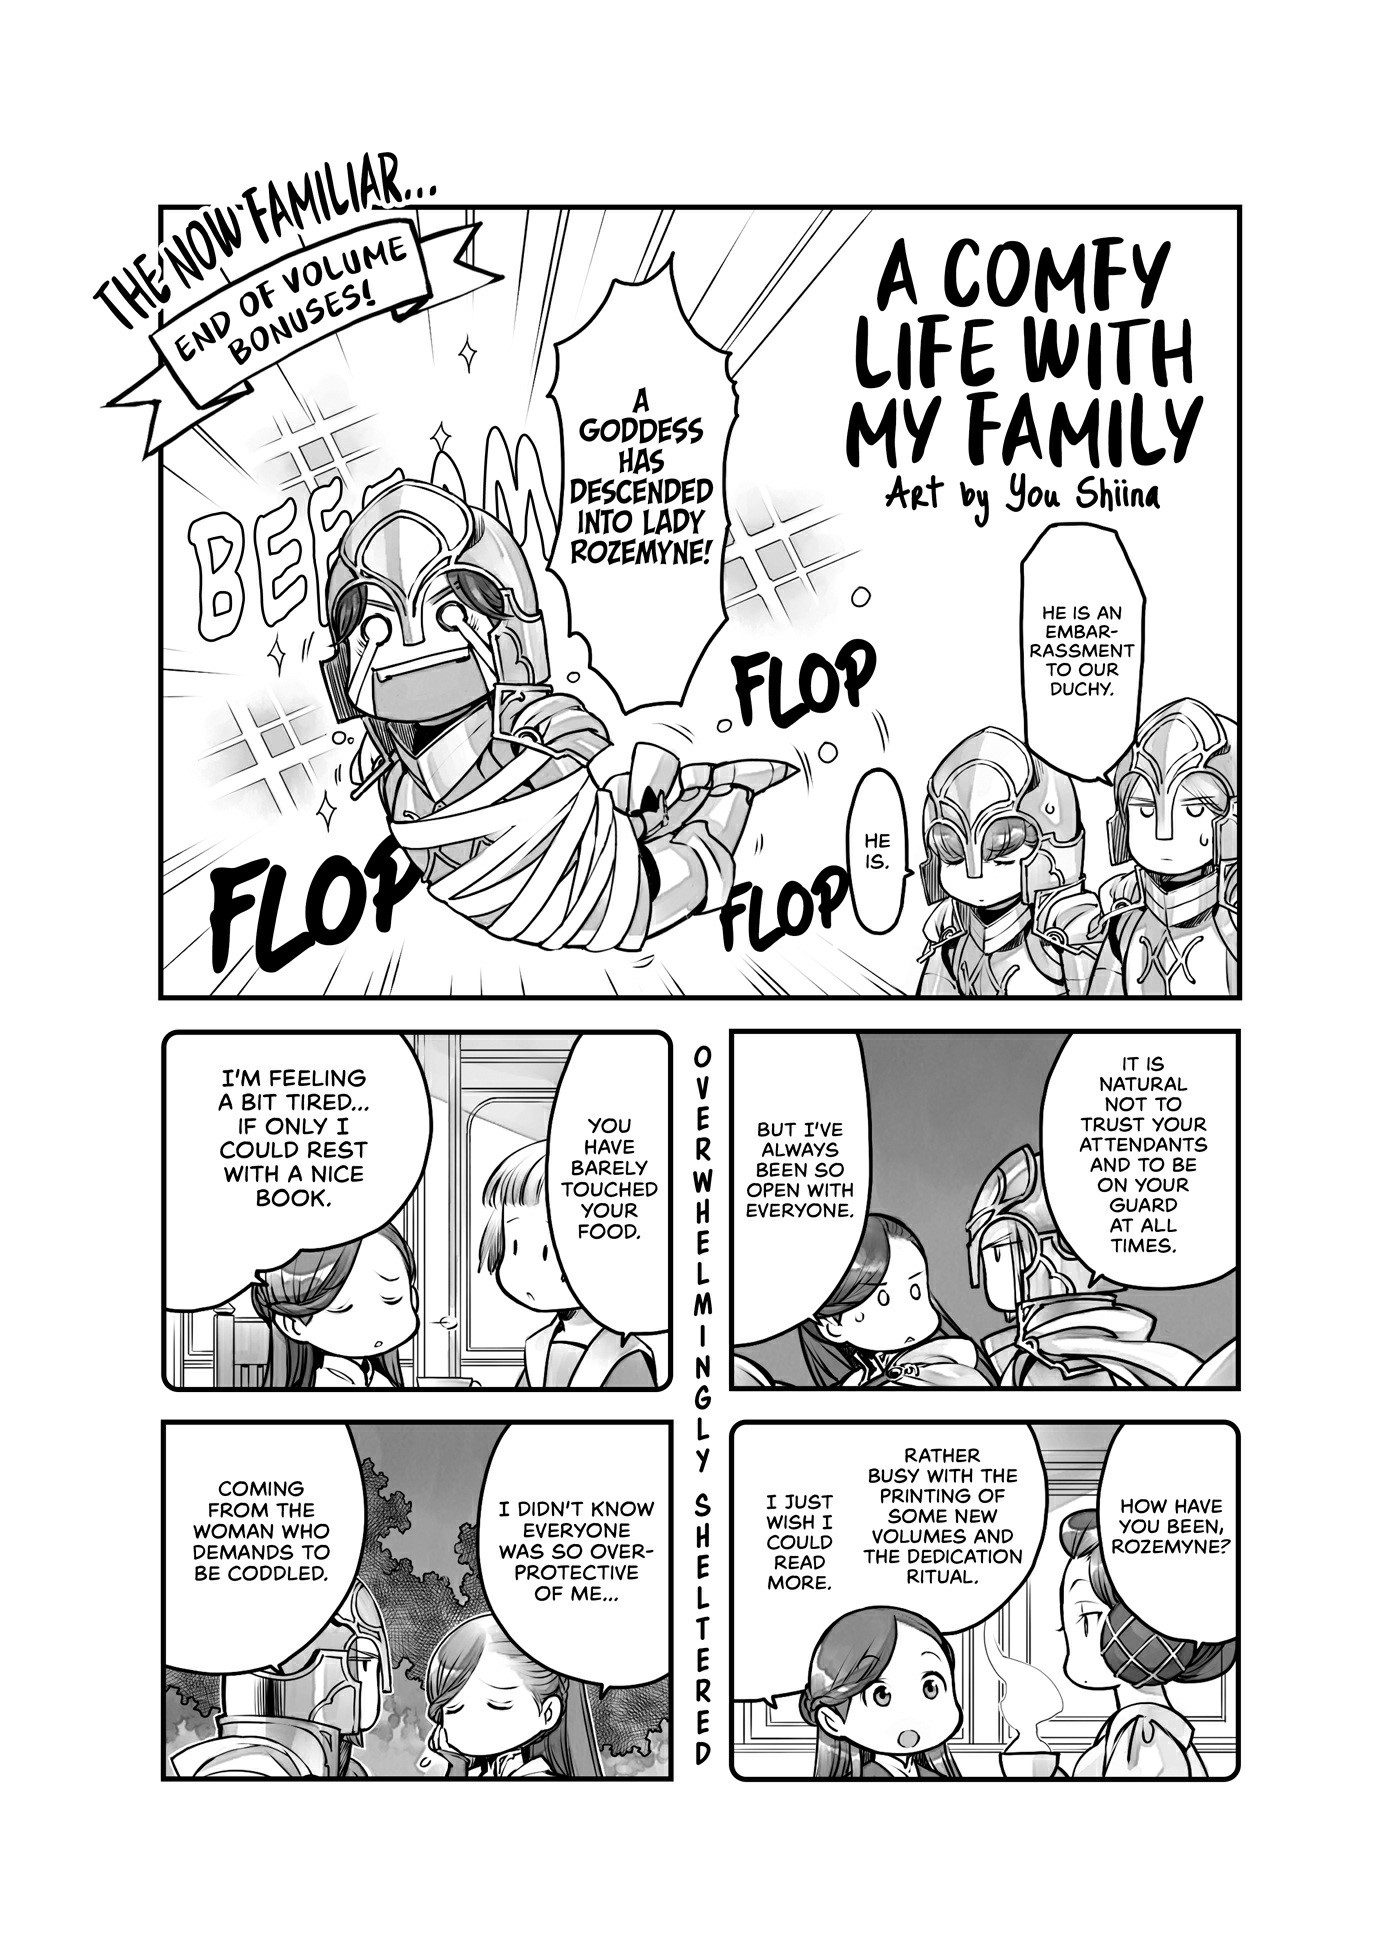 THE NOW FAMILIAR...
END OF VOLUME
BONUSES!
A COMFY
LIFE WITH
MY FAMILY
Art by You Shiina
A
GODDESS
HAS
DESCENDED
INTO LADY
ROZEMYNE!
FLOP
FLOP
FLOP
HE IS AN
EMBAR-
RASSMENT
TO OUR
DUCHY.
HE
IS.
OVERWHELMINGLY SHELTERED
IT IS
NATURAL
NOT TO
TRUST YOUR
ATTENDANTS
AND TO BE
ON YOUR
GUARD
AT ALL
TIMES.
BUT I'VE
ALWAYS
BEEN SO
OPEN WITH
EVERYONE.
HOW HAVE
YOU BEEN,
ROZEMYNE?
RATHER
BUSY WITH THE
PRINTING OF
SOME NEW
VOLUMES AND
THE DEDICATION
RITUAL.
I JUST
WISH I
COULD
READ
MORE.
YOU
HAVE
BARELY
TOUCHED
YOUR
FOOD.
I'M FEELING
A BIT TIRED...
IF ONLY I
COULD REST
WITH A NICE
BOOK.
I DIDN'T KNOW
EVERYONE
WAS SO OVER-
PROTECTIVE
OF ME...
COMING
FROM THE
WOMAN WHO
DEMANDS TO
BE CODDLED.